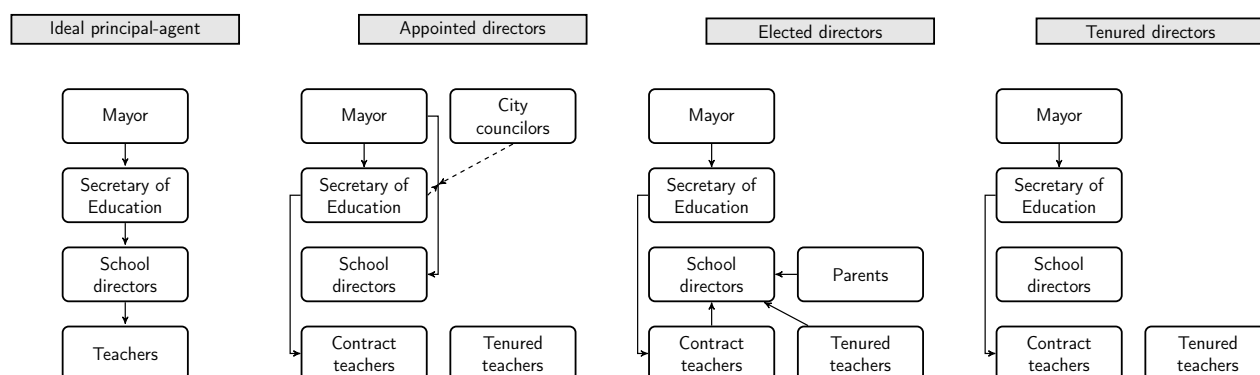 Ideal principal-agent
Appointed directors
Elected directors
Tenured directors
Mayor
Secretary of
Education
School
directors
Teachers
Mayor
City
councilors
Secretary of
Education
School
directors
Contract
teachers
Tenured
teachers
Mayor
Secretary of
Education
School
directors
Parents
Contract
teachers
Tenured
teachers
Mayor
Secretary of
Education
School
directors
Contract
teachers
Tenured
teachers